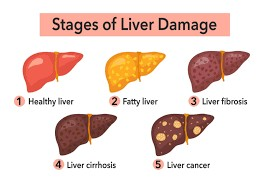 Stages of Liver Damage
1 Healthy liver
2 Fatty liver
3 Liver fibrosis
4 Liver cirrhosis
5 Liver cancer